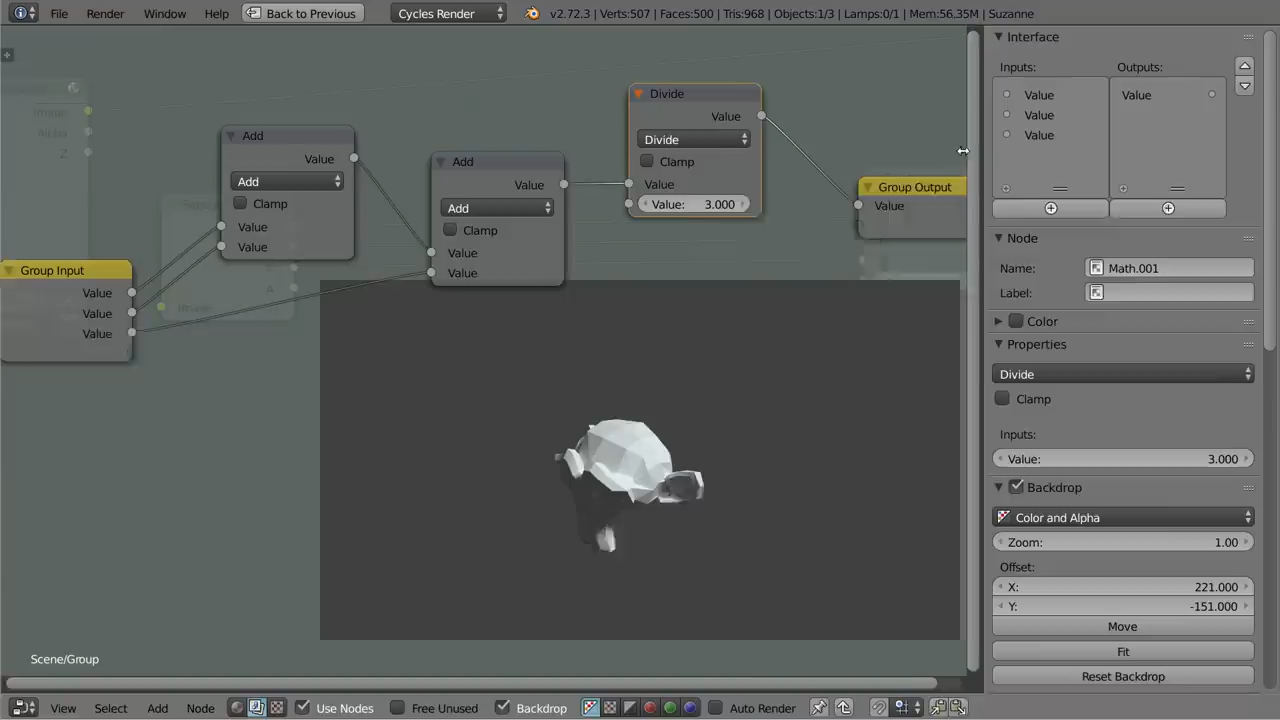 File Render Window Help Back to Previous Cycles Render v2.72.3 | Verts:507 | Faces:500 | Tris:968 | Objects:1/3 | Lamps:0/1 | Mem:56.35M | Suzanne
Image
Alpha
Z
Image
A
Group Input
Value
Value
Value
Add
Value
Add
Clamp
Value
Value
Add
Value
Add
Clamp
Value
Value
Divide
Value
Divide
Clamp
Value
Value: 3.000
Group Output
Value
Scene/Group
Interface
Inputs: Outputs:
Value Value
Value
Value
Node
Name: Math.001
Label:
Color
Properties
Divide
Clamp
Inputs:
Value: 3.000
Backdrop
Color and Alpha
Zoom: 1.00
Offset:
X: 221.000
Y: -151.000
Move
Fit
Reset Backdrop
View Select Add Node Use Nodes Free Unused Backdrop Auto Render